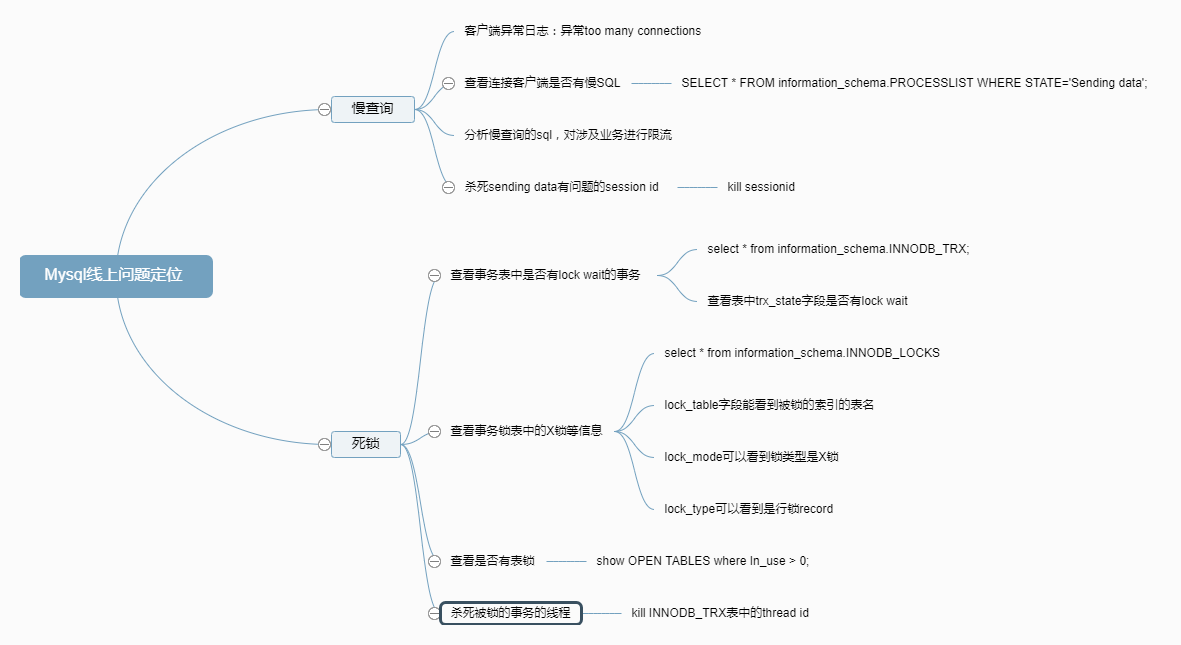 Mysql线上问题定位
慢查询
客户端异常日志：异常too many connections
查看连接客户端是否有慢SQL
SELECT * FROM information_schema.PROCESSLIST WHERE STATE='Sending data';
分析慢查询的sql，对涉及业务进行限流
杀死sending data有问题的session id
kill sessionid
死锁
查看事务表中是否有lock wait的事务
select * from information_schema.INNODB_TRX;
查看表中trx_state字段是否有lock wait
查看事务锁表中的X锁等信息
select * from information_schema.INNODB_LOCKS
lock_table字段能看到被锁的索引的表名
lock_mode可以看到锁类型是X锁
lock_type可以看到是行锁record
查看是否有表锁
show OPEN TABLES where In_use > 0;
杀死被锁的事务的线程
kill INNODB_TRX表中的thread id